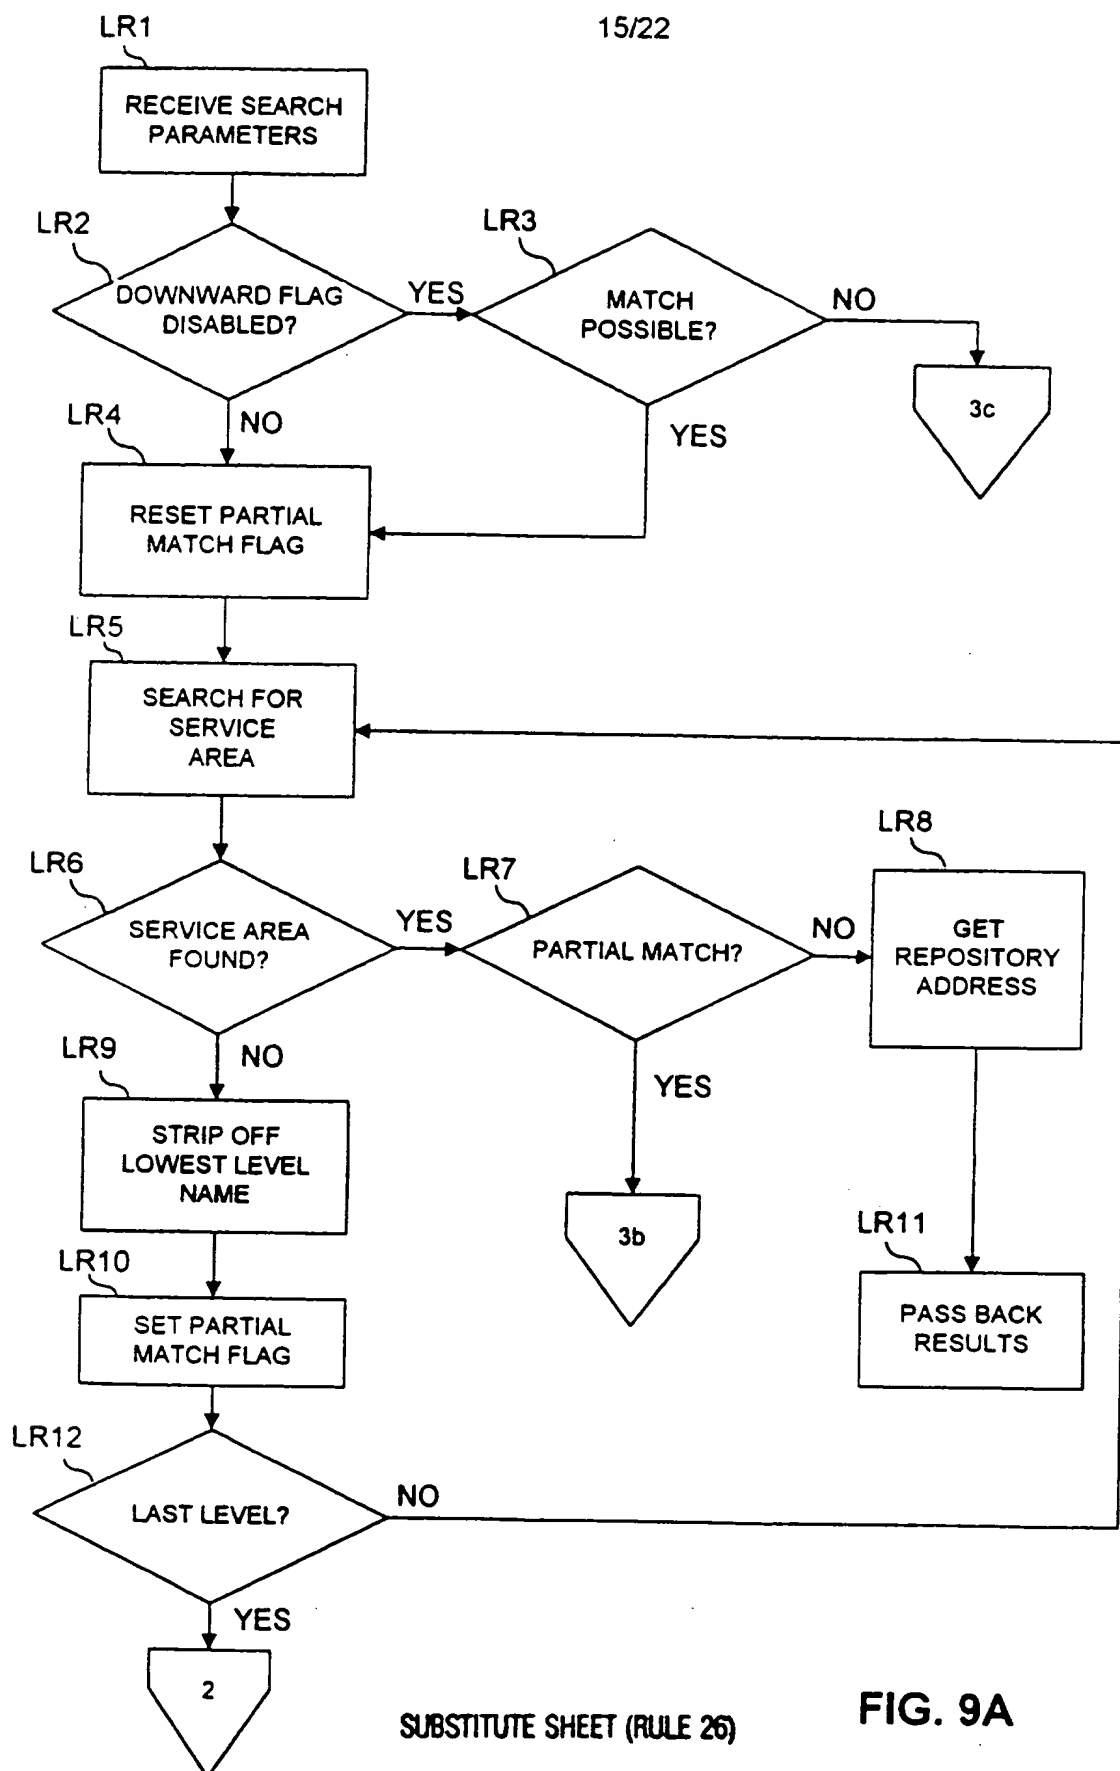 LR1
15/22
RECEIVE SEARCH
PARAMETERS
LR2
DOWNWARD FLAG
DISABLED?
YES
LR3
MATCH
POSSIBLE?
NO
3c
YES
NO
LR4
RESET PARTIAL
MATCH FLAG
LR5
SEARCH FOR
SERVICE
AREA
LR6
SERVICE AREA
FOUND?
YES
LR7
PARTIAL MATCH?
NO
LR8
GET
REPOSITORY
ADDRESS
NO
YES
LR9
STRIP OFF
LOWEST LEVEL
NAME
3b
LR11
PASS BACK
RESULTS
LR10
SET PARTIAL
MATCH FLAG
LR12
LAST LEVEL?
NO
YES
2
SUBSTITUTE SHEET (RULE 26)
FIG. 9A